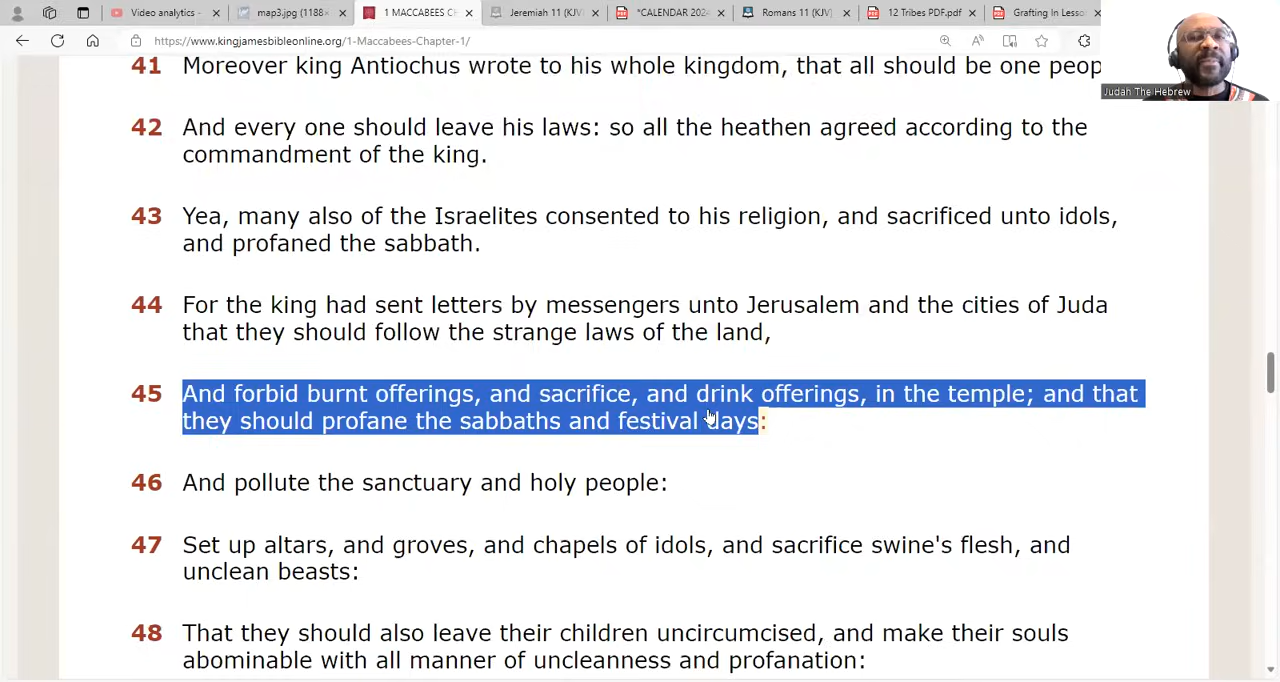 Video analytics -
map3.jpg (1188×
1 MACCABEES CH
Jeremiah 11 (KJV)
*CALENDAR 2024
Romans 11 (KJV)
12 Tribes PDF.pdf
Grafting In Lesso
https://www.kingjamesbibleonline.org/1-Maccabees-Chapter-1/
Judah The Hebrew
41 Moreover king Antiochus wrote to his whole kingdom, that all should be one peop
42 And every one should leave his laws: so all the heathen agreed according to the
commandment of the king.
43 Yea, many also of the Israelites consented to his religion, and sacrificed unto idols,
and profaned the sabbath.
44 For the king had sent letters by messengers unto Jerusalem and the cities of Juda
that they should follow the strange laws of the land,
45 And forbid burnt offerings, and sacrifice, and drink offerings, in the temple; and that
they should profane the sabbaths and festival days:
46 And pollute the sanctuary and holy people:
47 Set up altars, and groves, and chapels of idols, and sacrifice swine's flesh, and
unclean beasts:
48 That they should also leave their children uncircumcised, and make their souls
abominable with all manner of uncleanness and profanation: